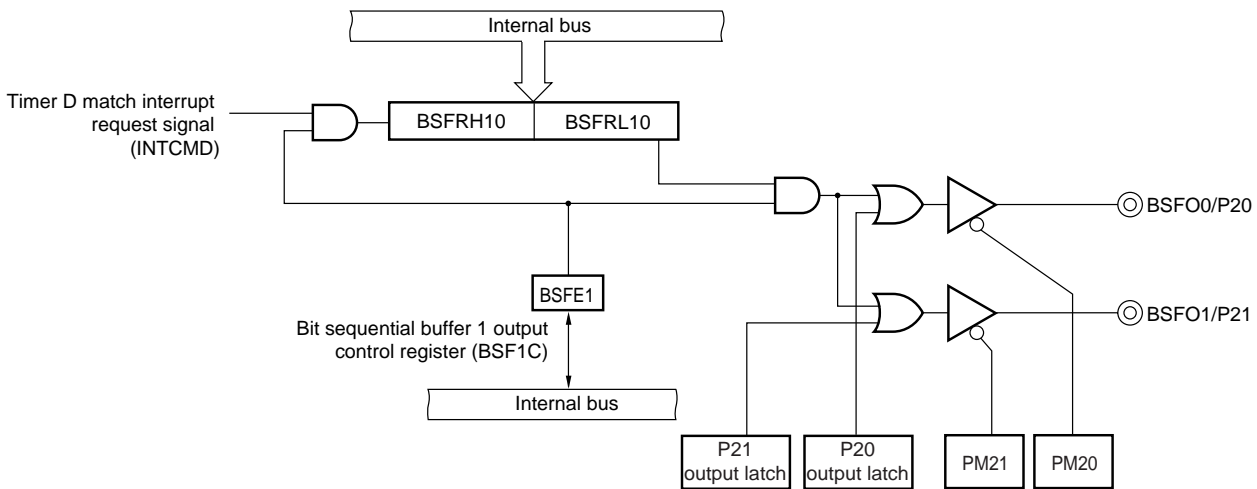 Internal bus
Timer D match interrupt
request signal
(INTCMD)
BSFRH10
BSFRL10
BSFO0/P20
BSFE1
BSFO1/P21
Bit sequential buffer 1 output
control register (BSF1C)
Internal bus
P21
output latch
P20
output latch
PM21
PM20